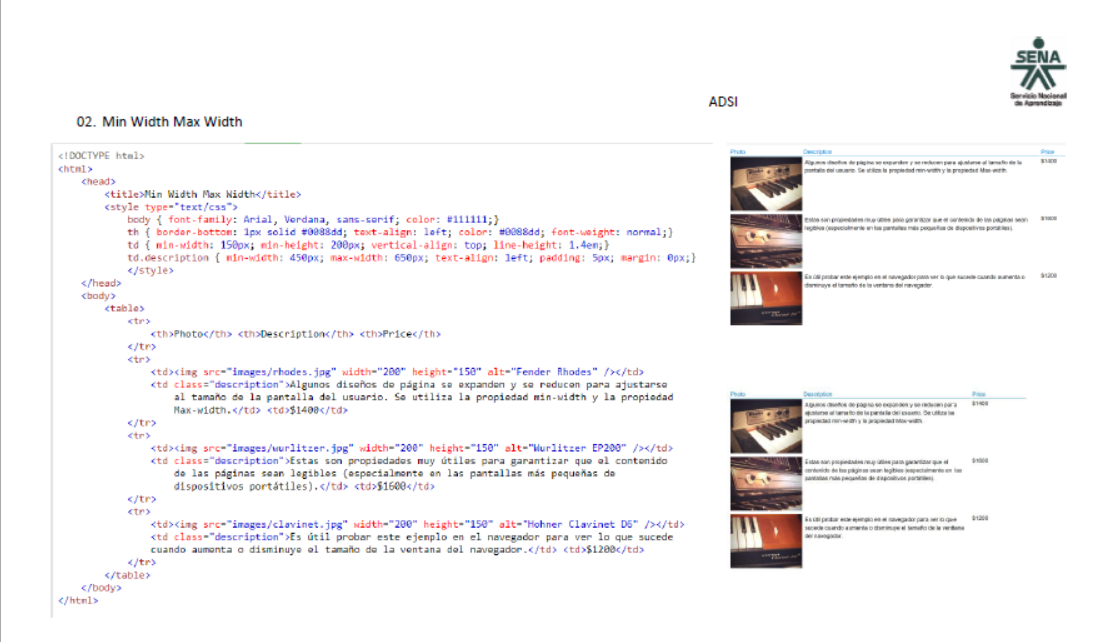 SENA
Servicio Nacional
de Aprendizaje
ADSI
02. Min Width Max Width
<!DOCTYPE html>
<html>
<head>
<title>Min Width Max Width</title>
<style type="text/css">
body { font-family: Arial, Verdana, sans-serif; color: #111111;}
th { border-bottom: 1px solid #0088dd; text-align: left; color: #0088dd; font-weight: normal;}
td { min-width: 150px; min-height: 200px; vertical-align: top; line-height: 1.4em;}
td.description { min-width: 450px; max-width: 650px; text-align: left; padding: 5px; margin: 0px;}
</style>
</head>
<body>
<table>
<tr>
<th>Photo</th> <th>Description</th> <th>Price</th>
</tr>
<tr>
<td><img src="images/rhodes.jpg" width="200" height="150" alt="Fender Rhodes" /></td>
<td class="description">Algunos diseños de página se expanden y se reducen para ajustarse
al tamaño de la pantalla del usuario. Se utiliza la propiedad min-width y la propiedad
Max-width.</td> <td>$1400</td>
</tr>
<tr>
<td><img src="images/wurlitzer.jpg" width="200" height="150" alt="Wurlitzer EP200" /></td>
<td class="description">Estas son propiedades muy útiles para garantizar que el contenido
de las páginas sean legibles (especialmente en las pantallas más pequeñas de
dispositivos portátiles).</td> <td>$1600</td>
</tr>
<tr>
<td><img src="images/clavinet.jpg" width="200" height="150" alt="Hohner Clavinet D6" /></td>
<td class="description">Es útil probar este ejemplo en el navegador para ver lo que sucede
cuando aumenta o disminuye el tamaño de la ventana del navegador.</td> <td>$1200</td>
</tr>
</table>
</body>
</html>
Photo Description Price
Algunos diseños de página se expanden y se reducen para ajustarse al tamaño de la $1400
pantalla del usuario. Se utiliza la propiedad min-width y la propiedad Max-width.
Estas son propiedades muy útiles para garantizar que el contenido de las páginas sean $1600
legibles (especialmente en las pantallas más pequeñas de dispositivos portátiles).
Es útil probar este ejemplo en el navegador para ver lo que sucede cuando aumenta o $1200
disminuye el tamaño de la ventana del navegador.
Photo Description Price
Algunos diseños de página se expanden y se reducen para $1400
ajustarse al tamaño de la pantalla del usuario. Se utiliza la
propiedad min-width y la propiedad Max-width.
Estas son propiedades muy útiles para garantizar que el $1600
contenido de las páginas sean legibles (especialmente en las
pantallas más pequeñas de dispositivos portátiles).
Es útil probar este ejemplo en el navegador para ver lo que $1200
sucede cuando aumenta o disminuye el tamaño de la ventana
del navegador.